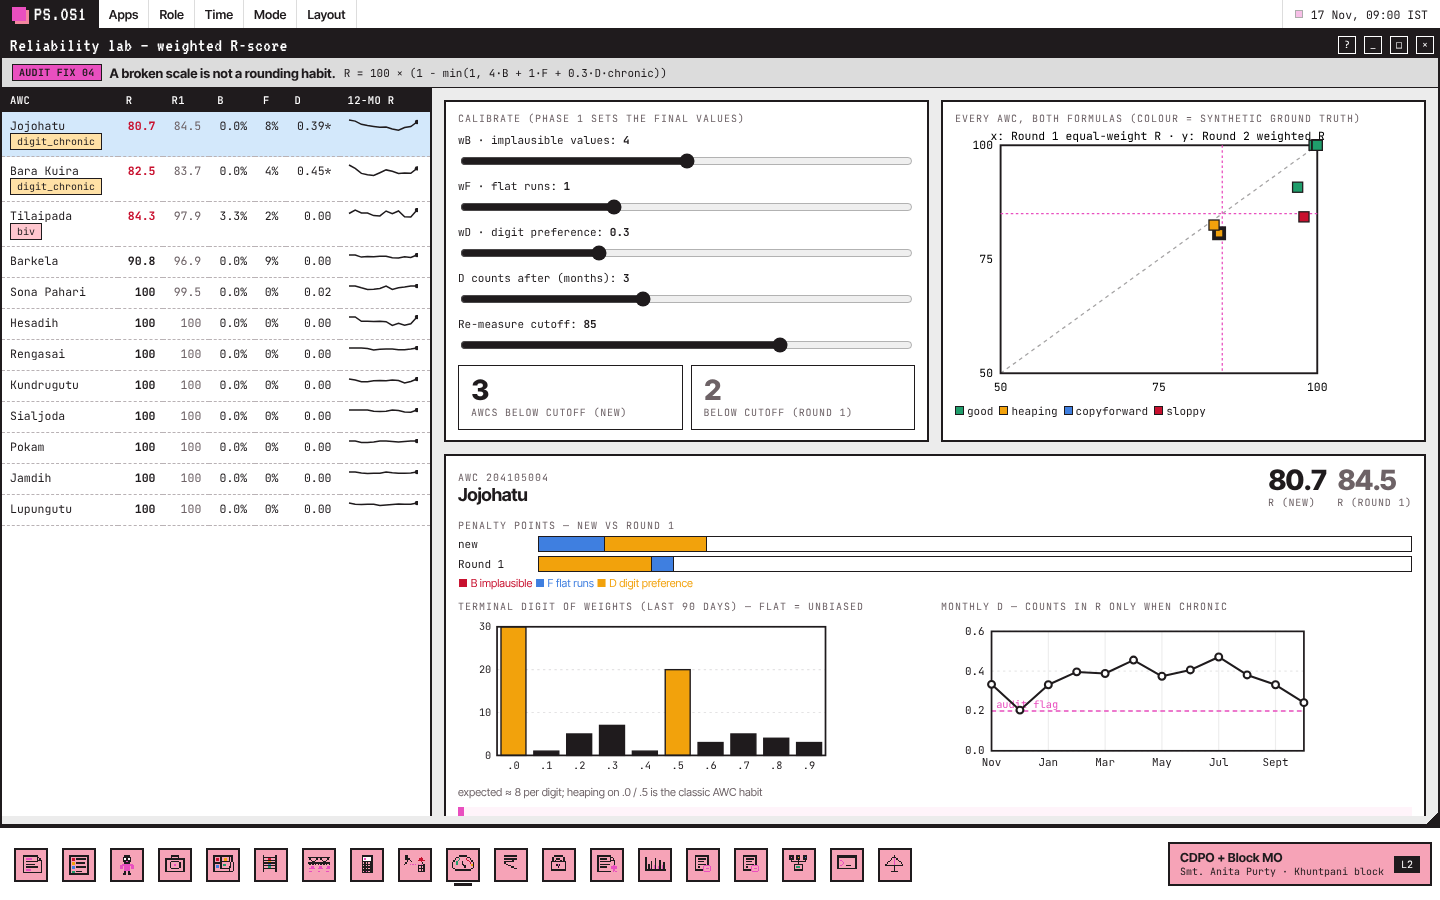 PS.OS1 Apps Role Time Mode Layout 17 Nov, 09:00 IST
Reliability lab — weighted R-score ? _ □ ×
AUDIT FIX 04 A broken scale is not a rounding habit. R = 100 × (1 - min(1, 4·B + 1·F + 0.3·D·chronic))
AWC R R1 B F D 12-MO R
Jojohatu 80.7 84.5 0.0% 8% 0.39*
digit_chronic
Bara Kuira 82.5 83.7 0.0% 4% 0.45*
digit_chronic
Tilaipada 84.3 97.9 3.3% 2% 0.00
biv
Barkela 90.8 96.9 0.0% 9% 0.00
Sona Pahari 100 99.5 0.0% 0% 0.02
Hesadih 100 100 0.0% 0% 0.00
Rengasai 100 100 0.0% 0% 0.00
Kundrugutu 100 100 0.0% 0% 0.00
Sialjoda 100 100 0.0% 0% 0.00
Pokam 100 100 0.0% 0% 0.00
Jamdih 100 100 0.0% 0% 0.00
Lupungutu 100 100 0.0% 0% 0.00
CALIBRATE (PHASE 1 SETS THE FINAL VALUES)
wB · implausible values: 4
wF · flat runs: 1
wD · digit preference: 0.3
D counts after (months): 3
Re-measure cutoff: 85
3
AWCS BELOW CUTOFF (NEW)
2
BELOW CUTOFF (ROUND 1)
EVERY AWC, BOTH FORMULAS (COLOUR = SYNTHETIC GROUND TRUTH)
x: Round 1 equal-weight R · y: Round 2 weighted R
100
75
50
50 75 100
good heaping copyforward sloppy
AWC 204105004
Jojohatu
80.7 84.5
R (NEW) R (ROUND 1)
PENALTY POINTS — NEW VS ROUND 1
new
Round 1
B implausible F flat runs D digit preference
TERMINAL DIGIT OF WEIGHTS (LAST 90 DAYS) — FLAT = UNBIASED
30
20
10
0
.0 .1 .2 .3 .4 .5 .6 .7 .8 .9
expected ≈ 8 per digit; heaping on .0 / .5 is the classic AWC habit
MONTHLY D — COUNTS IN R ONLY WHEN CHRONIC
0.6
0.4
0.2
0.0
audit flag
Nov Jan Mar May Jul Sept
CDPO + Block MO
Smt. Anita Purty · Khuntpani block
L2